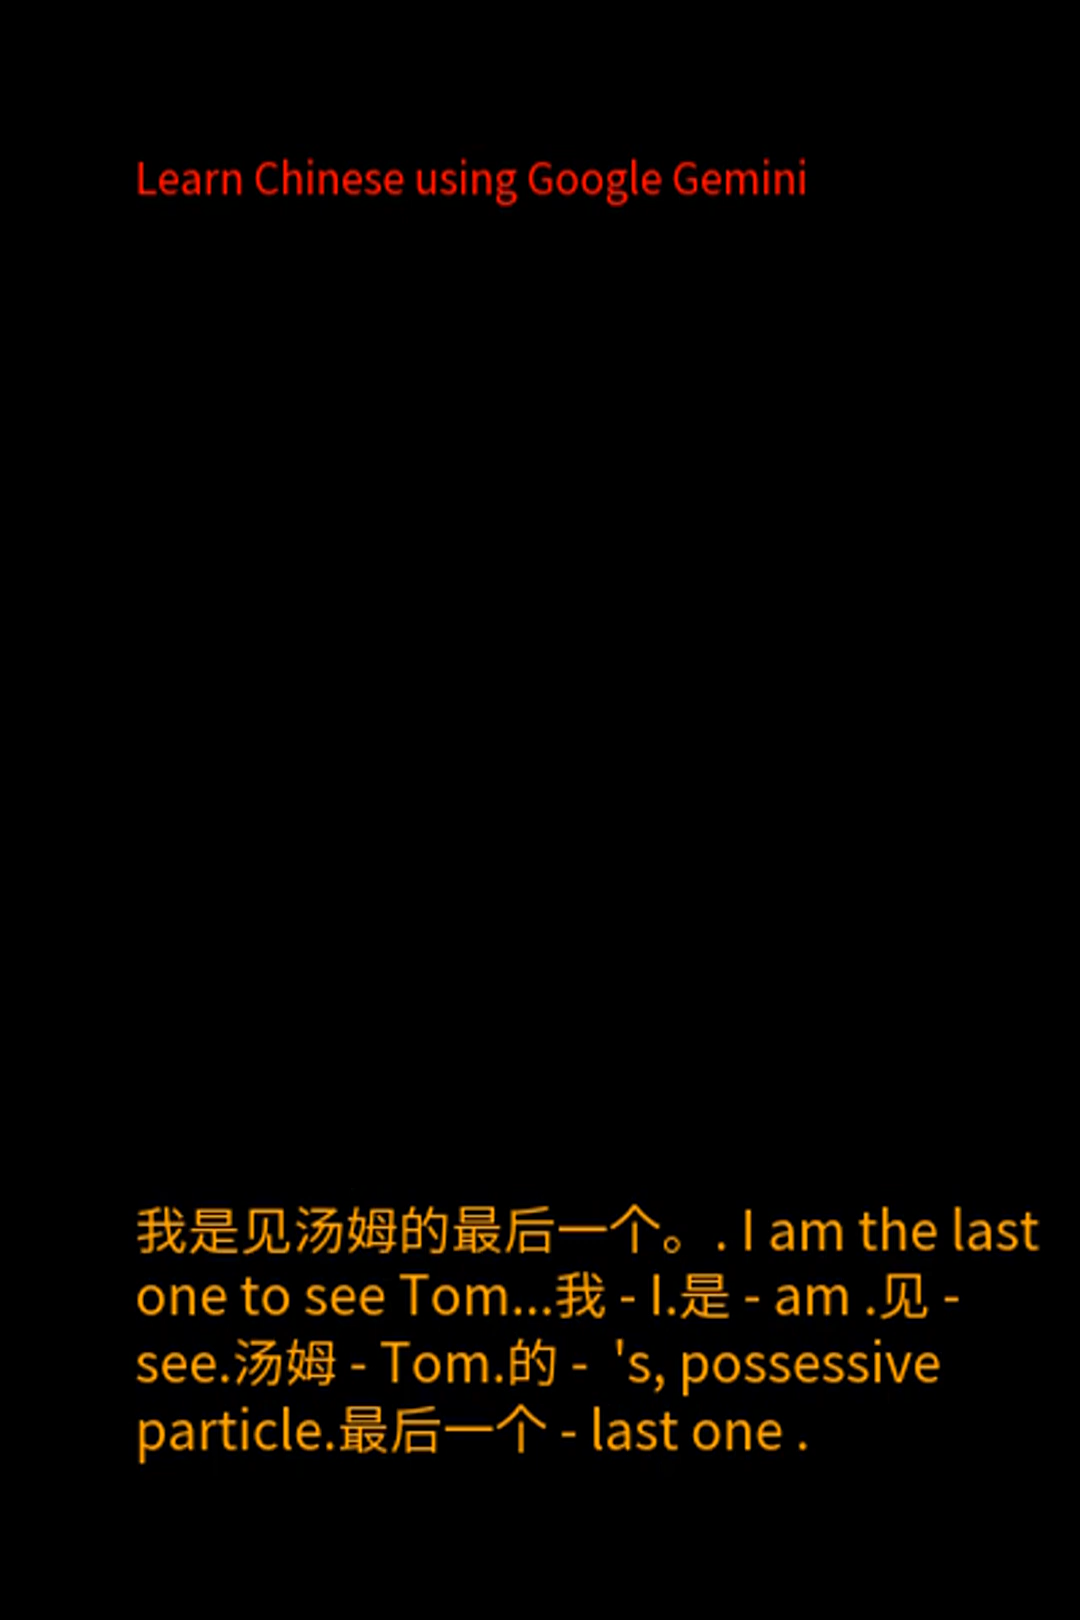 Learn Chinese using Google Gemini
我是见汤姆的最后一个。. I am the last
one to see Tom...我 - I.是 - am .见 -
see.汤姆 - Tom.的 -  's, possessive
particle.最后一个 - last one .